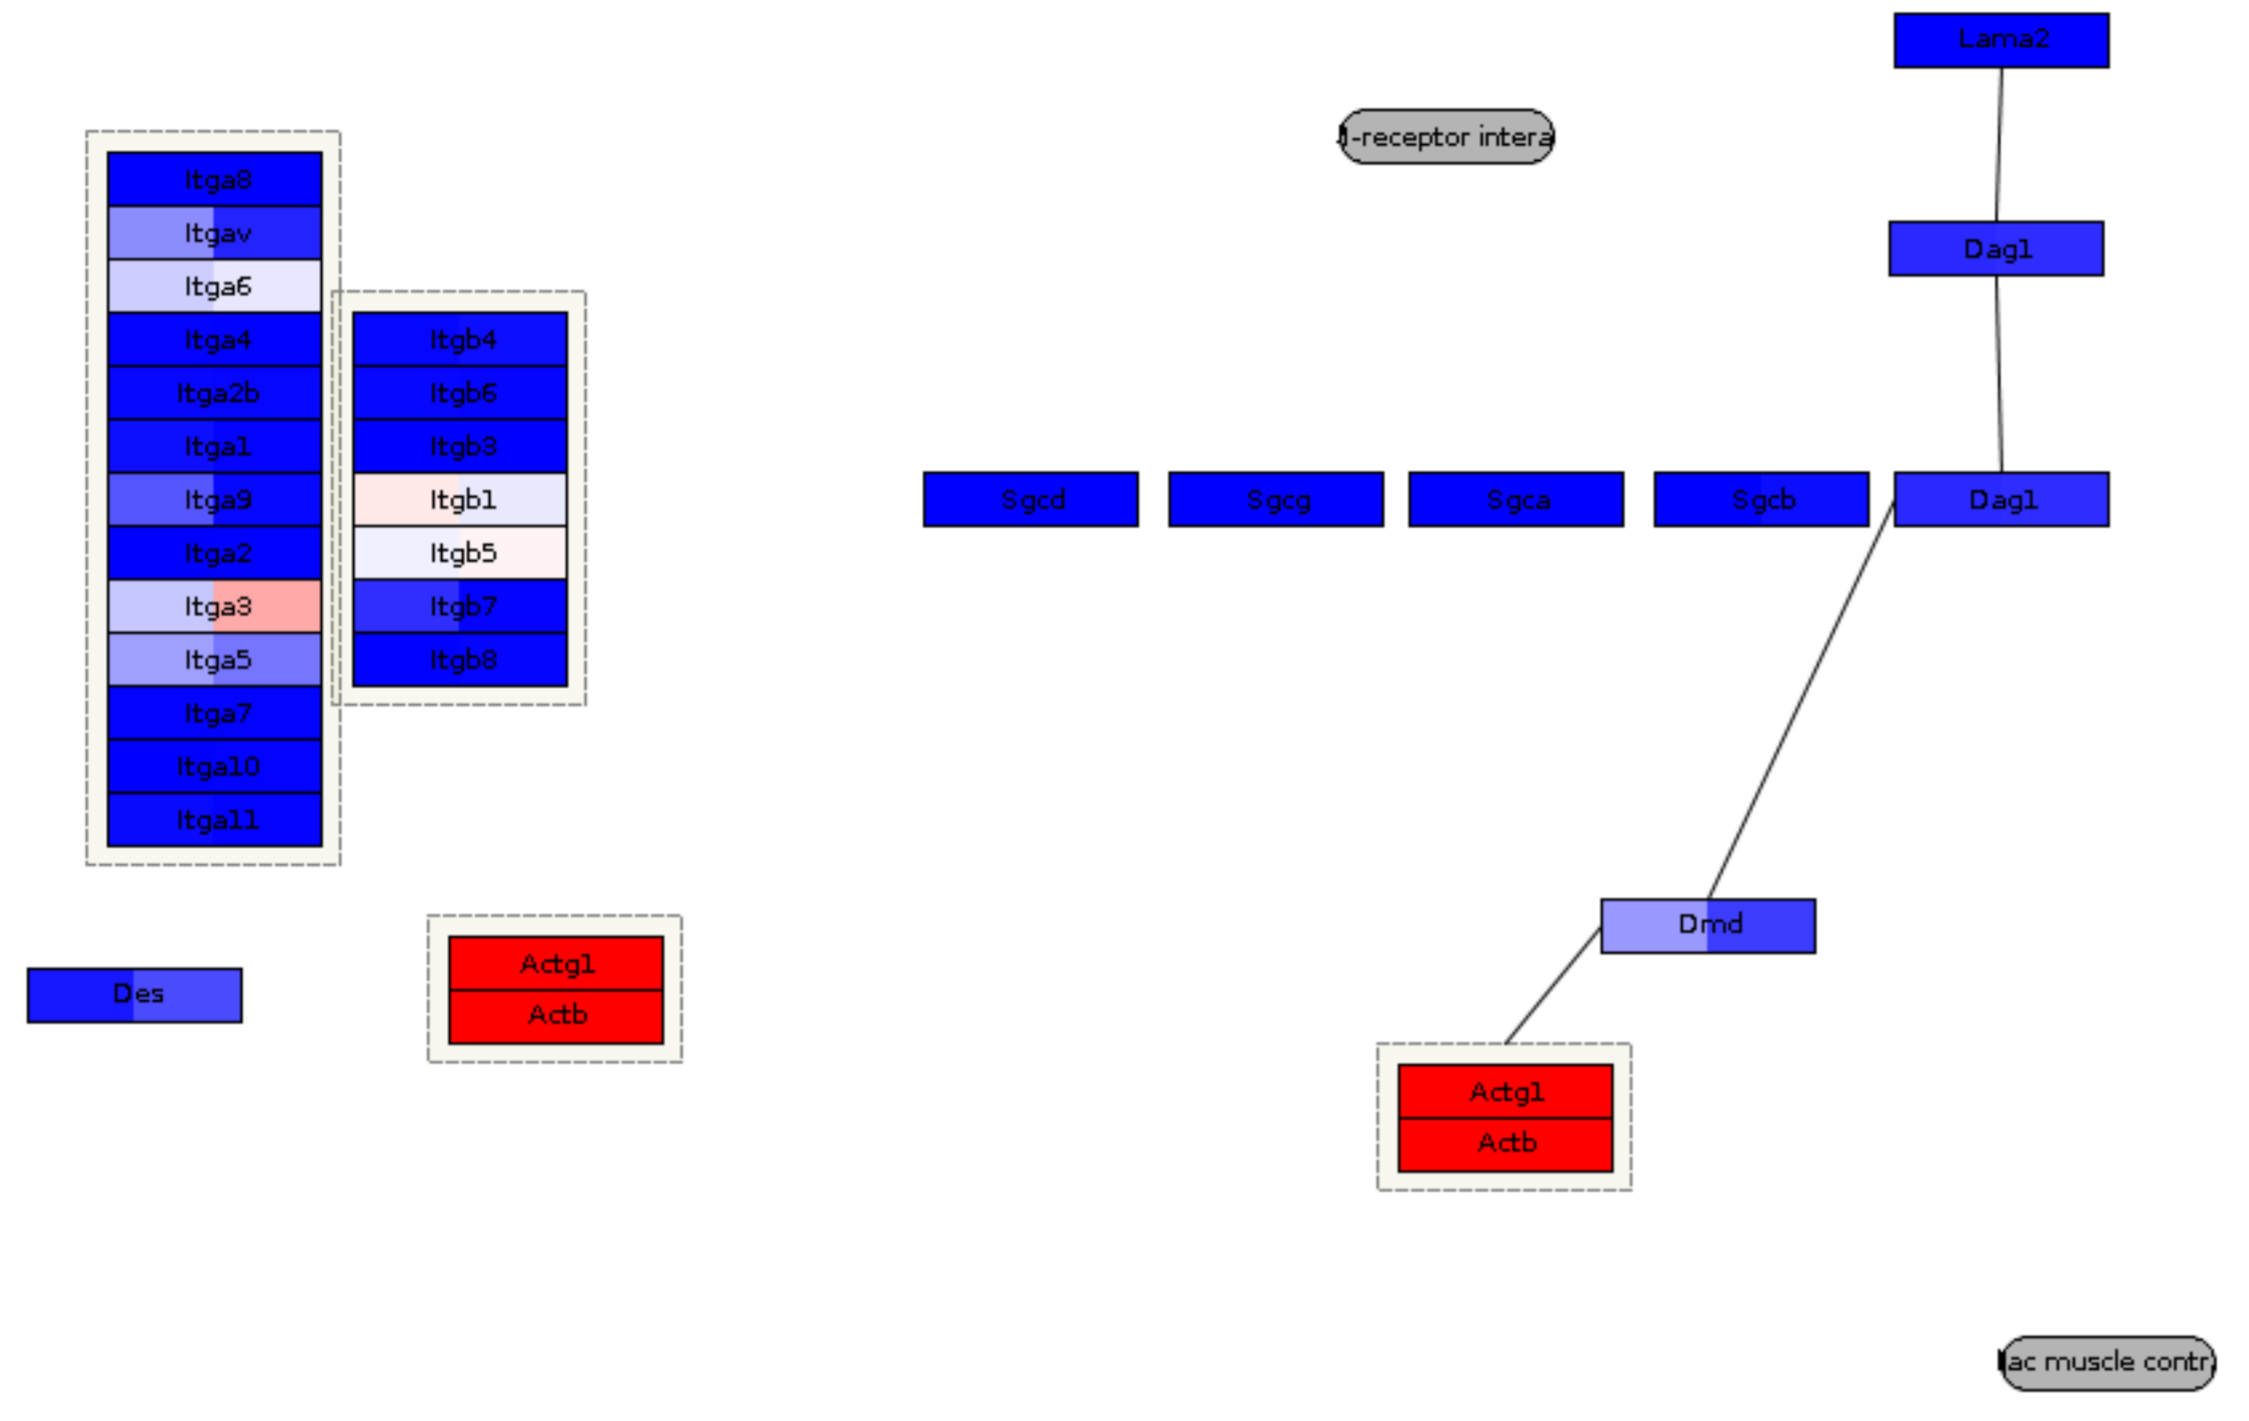 Lama2
-receptor intera
Itga8
Itgav
Itga6
Itga4
Itga2b
Itga1
Itga9
Itga2
Itga3
Itga5
Itga7
Itga10
Itga11
Itgb4
Itgb6
Itgb3
Itgb1
Itgb5
Itgb7
Itgb8
Dag1
Sgcd
Sgcg
Sgca
Sgcb
Dag1
Dmd
Des
Actg1
Actb
Actg1
Actb
ac muscle contr